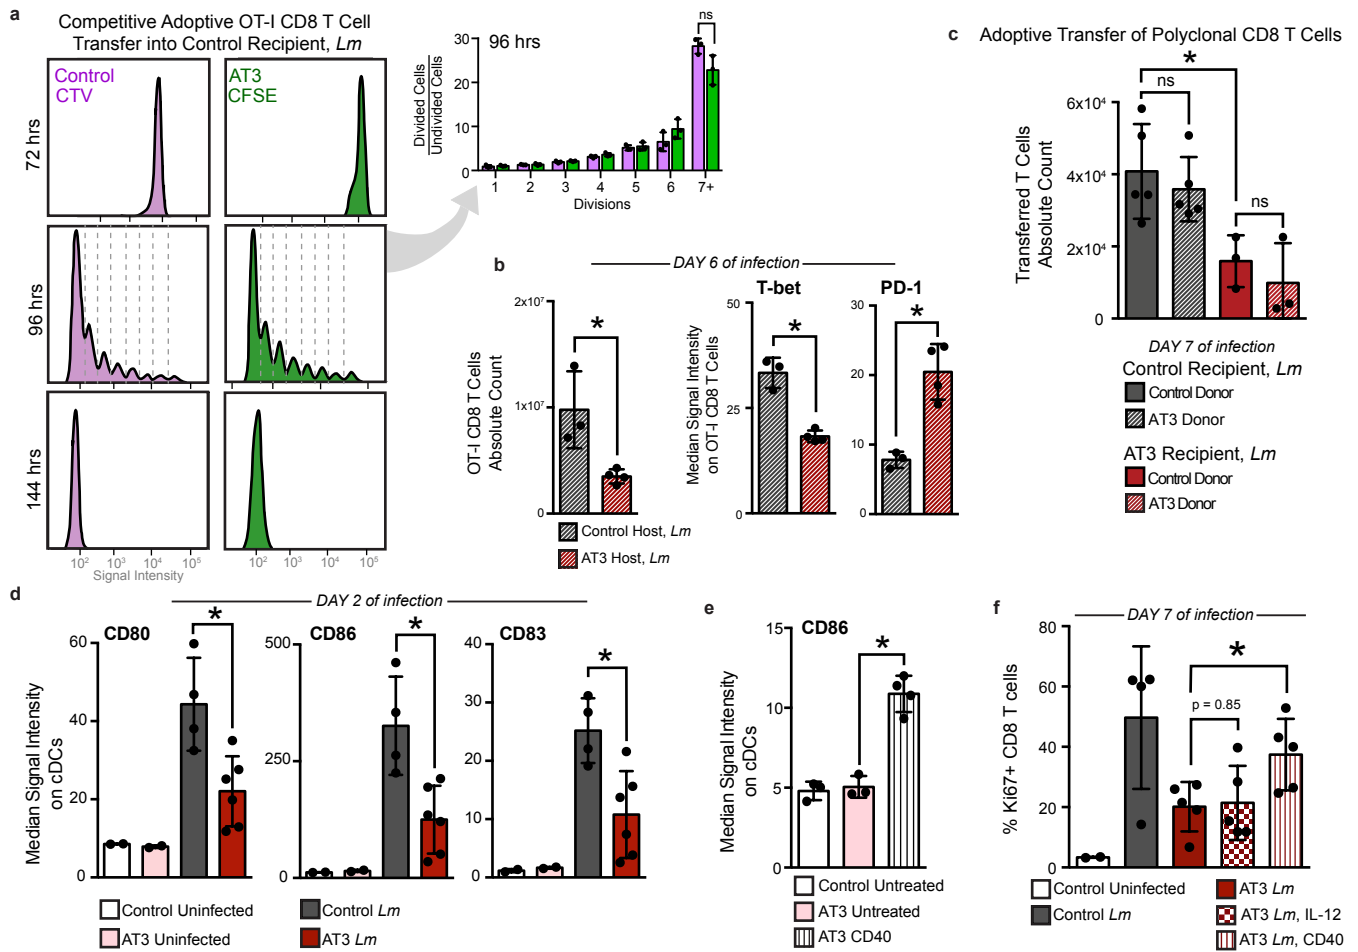 a
Competitive Adoptive OT-I CD8 T Cell
Transfer into Control Recipient, Lm
Control
CTV
AT3
CFSE
72 hrs
96 hrs
144 hrs
10² 10³ 10⁴ 10⁵
10² 10³ 10⁴ 10⁵
Signal Intensity
96 hrs
ns
Divided Cells
Undivided Cells
30
20
10
0
1 2 3 4 5 6 7+
Divisions
b
DAY 6 of infection
OT-I CD8 T Cells
Absolute Count
2x10⁷
1x10⁷
0
*
Control Host, Lm
AT3 Host, Lm
T-bet
Median Signal Intensity
on OT-I CD8 T Cells
50
25
0
*
PD-1
30
20
10
0
*
c
Adoptive Transfer of Polyclonal CD8 T Cells
Transferred T Cells
Absolute Count
6x10⁴
4x10⁴
2x10⁴
0
*
ns
ns
DAY 7 of infection
Control Recipient, Lm
Control Donor
AT3 Donor
AT3 Recipient, Lm
Control Donor
AT3 Donor
d
DAY 2 of infection
Median Signal Intensity
on cDCs
CD80
60
40
20
0
*
CD86
500
250
0
*
CD83
40
30
20
10
0
*
Control Uninfected
AT3 Uninfected
Control Lm
AT3 Lm
e
CD86
Median Signal Intensity
on cDCs
15
10
5
0
*
Control Untreated
AT3 Untreated
AT3 CD40
f
DAY 7 of infection
% Ki67+ CD8 T cells
80
60
40
20
0
*
p = 0.85
Control Uninfected
Control Lm
AT3 Lm
AT3 Lm, IL-12
AT3 Lm, CD40